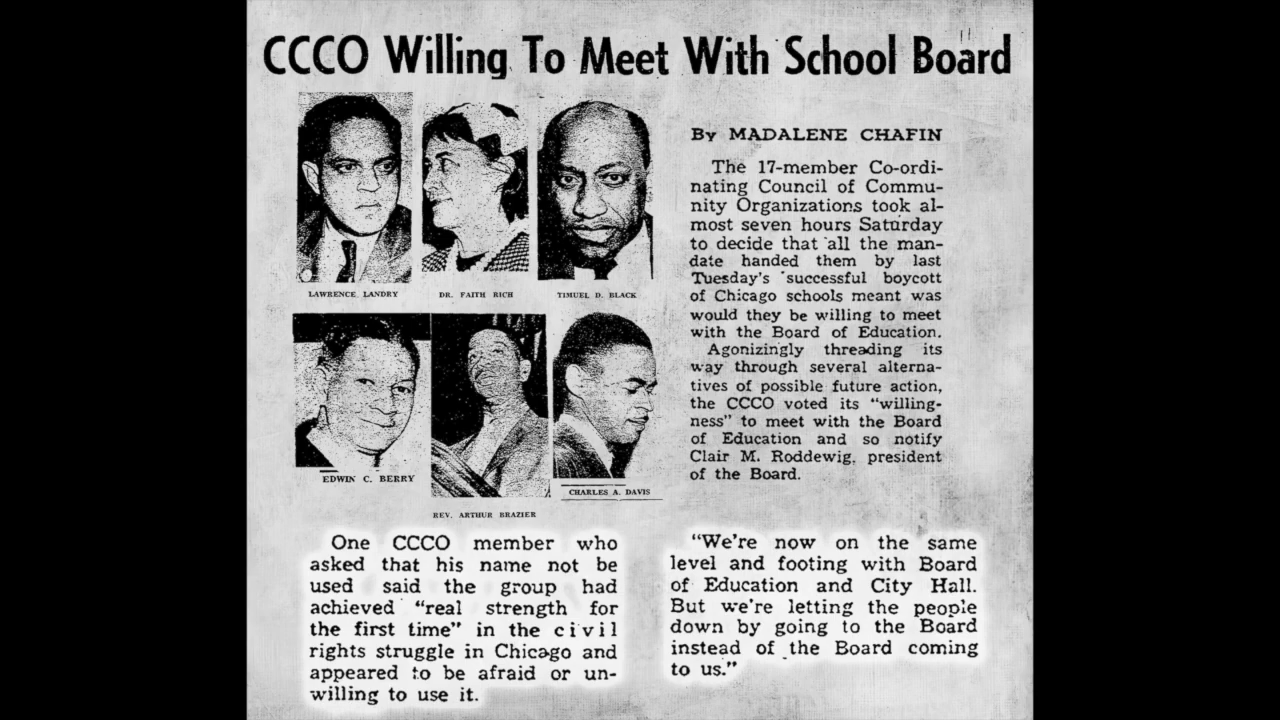 CCCO Willing To Meet With School Board
LAWRENCE LANDRY
DR. FAITH RICH
TIMUEL D. BLACK
EDWIN C. BERRY
REV. ARTHUR BRAZIER
CHARLES A. DAVIS
By MADALENE CHAFIN
The 17-member Co-ordi-
nating Council of Commu-
nity Organizations took al-
most seven hours Saturday
to decide that all the man-
date handed them by last
Tuesday's successful boycott
of Chicago schools meant was
would they be willing to meet
with the Board of Education.
Agonizingly threading its
way through several alterna-
tives of possible future action,
the CCCO voted its "willing-
ness" to meet with the Board
of Education and so notify
Clair M. Roddewig, president
of the Board.
One CCCO member who
asked that his name not be
used said the group had
achieved "real strength for
the first time" in the civil
rights struggle in Chicago and
appeared to be afraid or un-
willing to use it.
"We're now on the same
level and footing with Board
of Education and City Hall.
But we're letting the people
down by going to the Board
instead of the Board coming
to us."